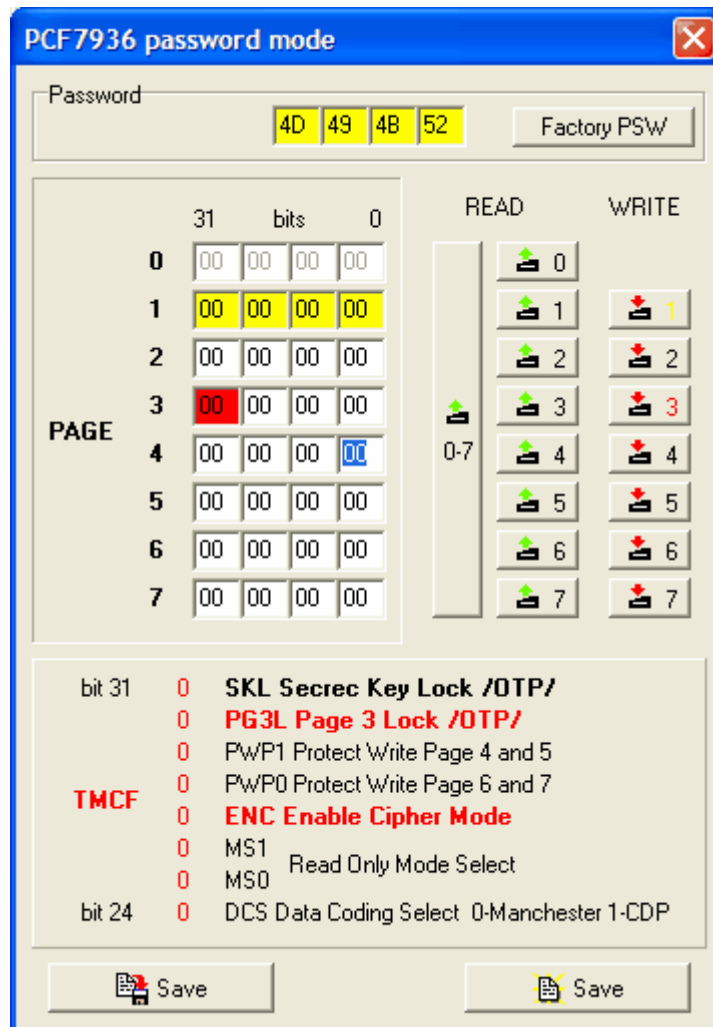 PCF7936 password mode
Password
4D 49 4B 52 Factory PSW
31 bits 0 READ WRITE
0 00 00 00 00 0
1 00 00 00 00 1 1
2 00 00 00 00 2 2
3 00 00 00 00 3 3
PAGE
4 00 00 00 00 0-7 4 4
5 00 00 00 00 5 5
6 00 00 00 00 6 6
7 00 00 00 00 7 7
bit 31 0 SKL Secrec Key Lock /OTP/
0 PG3L Page 3 Lock /OTP/
0 PWP1 Protect Write Page 4 and 5
0 PWP0 Protect Write Page 6 and 7
TMCF
0 ENC Enable Cipher Mode
0 MS1
Read Only Mode Select
0 MS0
bit 24 0 DCS Data Coding Select 0-Manchester 1-CDP
Save Save